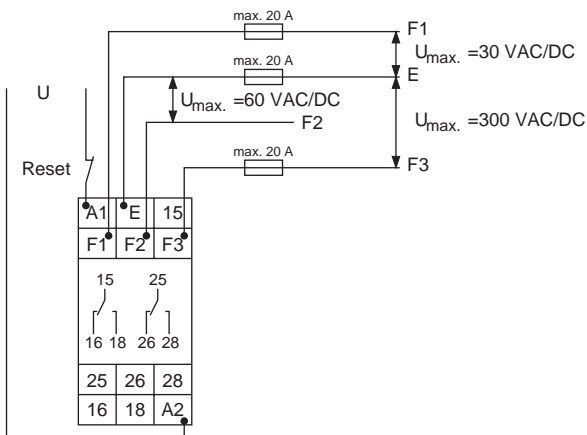 max. 20 A
F1
Umax. =30 VAC/DC
max. 20 A
E
U
Umax. =60 VAC/DC
Umax. =300 VAC/DC
F2
max. 20 A
Reset
F3
A1 E 15
F1 F2 F3
15 25
16 18 26 28
25 26 28
16 18 A2